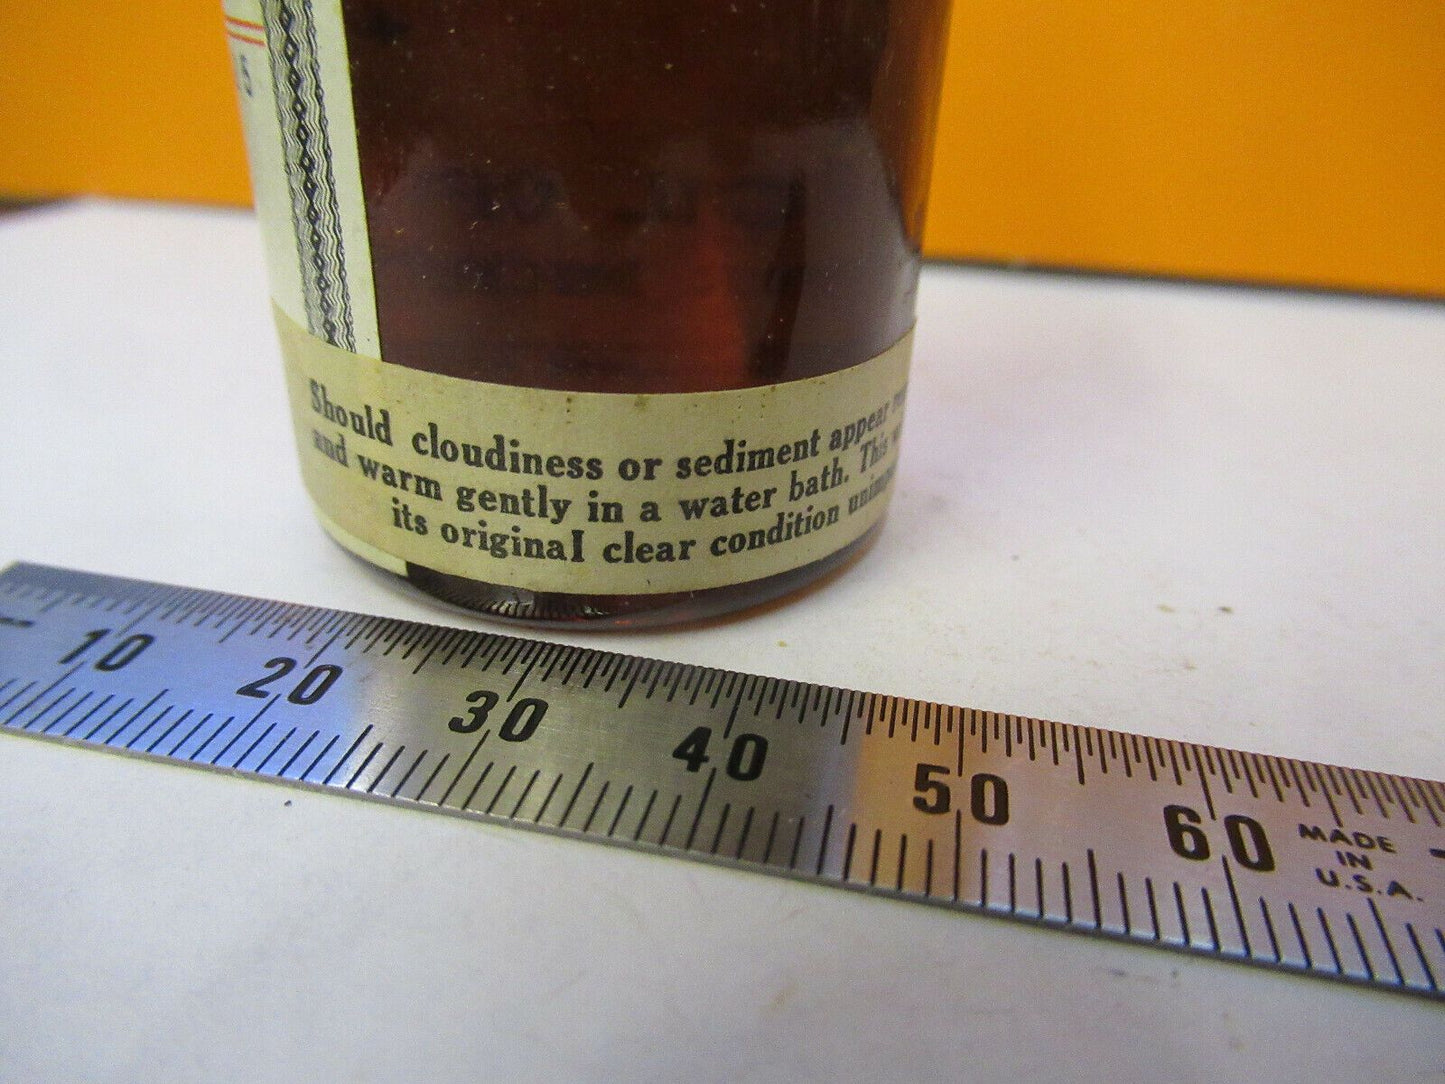 5
Should cloudiness or sediment appear
and warm gently in a water bath. This
its original clear condition
10 20 30 40 50 60
MADE
IN
U.S.A.